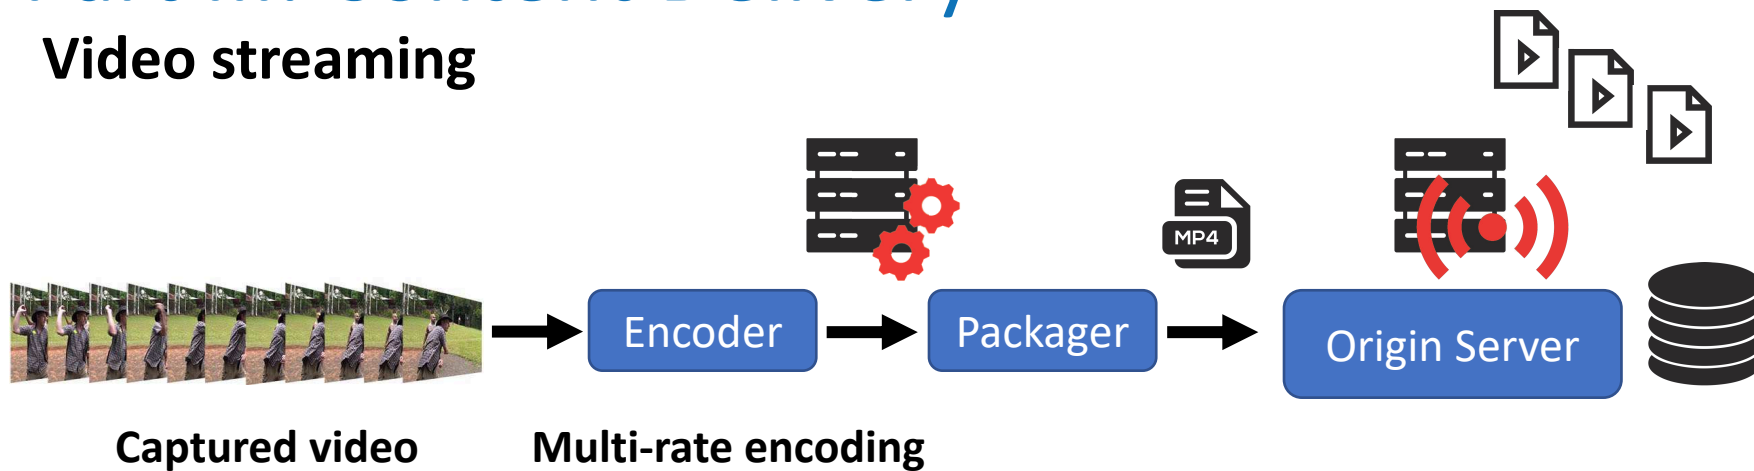 Video streaming
MP4
Encoder
Packager
Origin Server
Captured video
Multi-rate encoding